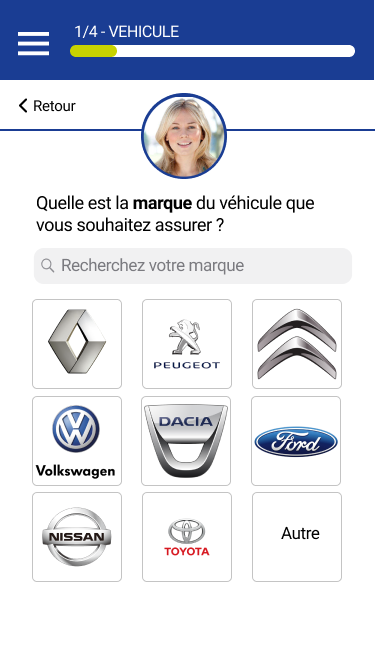 1/4 - VEHICULE
Retour
Quelle est la marque du véhicule que
vous souhaitez assurer ?
Recherchez votre marque
PEUGEOT
Volkswagen
DACIA
Ford
NISSAN
TOYOTA
Autre